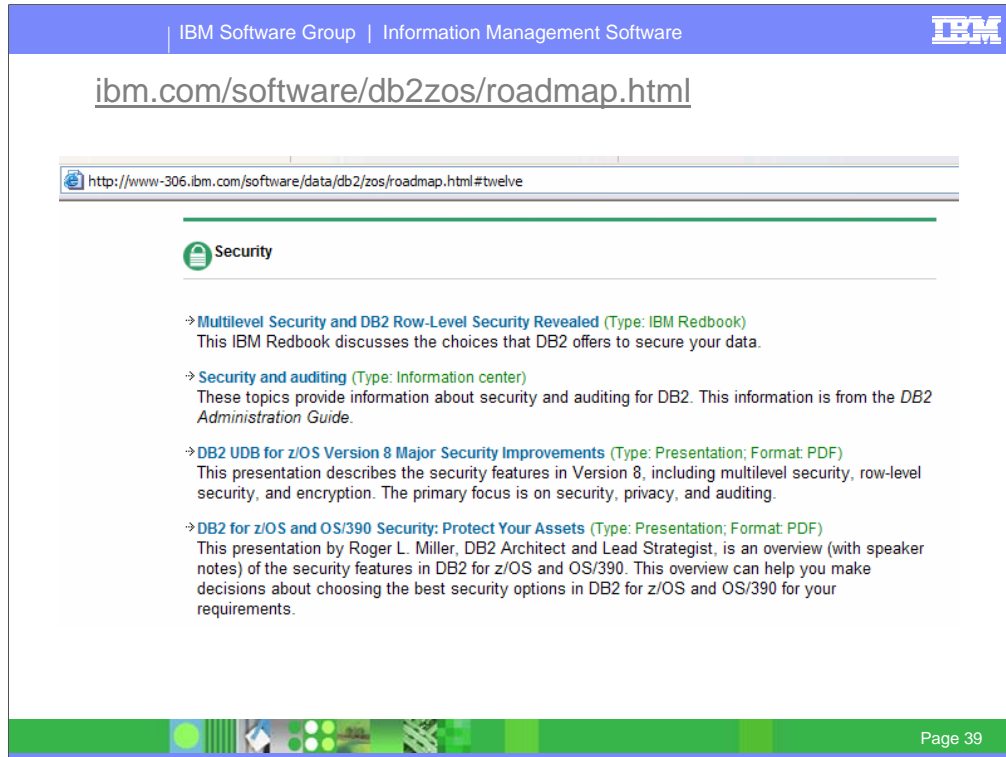 IBM Software Group | Information Management Software
IBM
ibm.com/software/db2zos/roadmap.html
http://www-306.ibm.com/software/data/db2/zos/roadmap.html#twelve
Security
Multilevel Security and DB2 Row-Level Security Revealed (Type: IBM Redbook)
This IBM Redbook discusses the choices that DB2 offers to secure your data.
Security and auditing (Type: Information center)
These topics provide information about security and auditing for DB2. This information is from the DB2
Administration Guide.
DB2 UDB for z/OS Version 8 Major Security Improvements (Type: Presentation; Format: PDF)
This presentation describes the security features in Version 8, including multilevel security, row-level
security, and encryption. The primary focus is on security, privacy, and auditing.
DB2 for z/OS and OS/390 Security: Protect Your Assets (Type: Presentation; Format: PDF)
This presentation by Roger L. Miller, DB2 Architect and Lead Strategist, is an overview (with speaker
notes) of the security features in DB2 for z/OS and OS/390. This overview can help you make
decisions about choosing the best security options in DB2 for z/OS and OS/390 for your
requirements.
Page 39